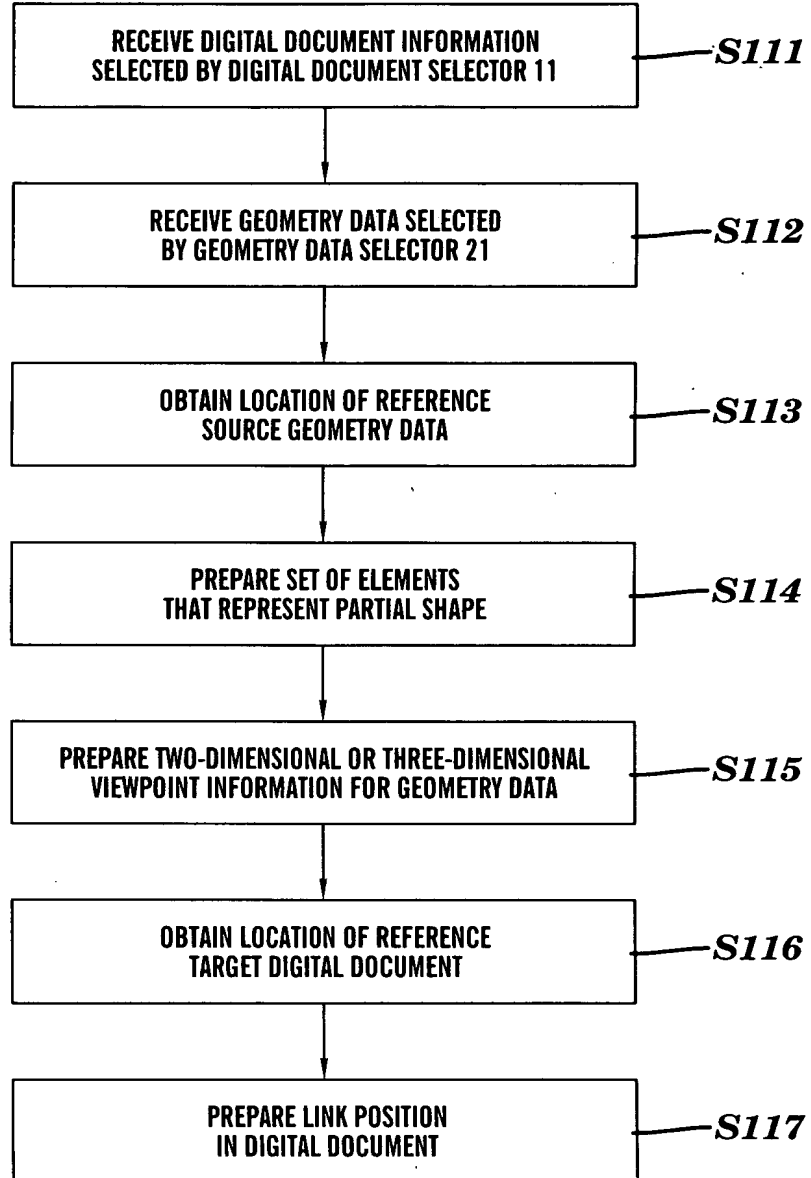 RECEIVE DIGITAL DOCUMENT INFORMATION
SELECTED BY DIGITAL DOCUMENT SELECTOR 11
S111
RECEIVE GEOMETRY DATA SELECTED
BY GEOMETRY DATA SELECTOR 21
S112
OBTAIN LOCATION OF REFERENCE
SOURCE GEOMETRY DATA
S113
PREPARE SET OF ELEMENTS
THAT REPRESENT PARTIAL SHAPE
S114
PREPARE TWO-DIMENSIONAL OR THREE-DIMENSIONAL
VIEWPOINT INFORMATION FOR GEOMETRY DATA
S115
OBTAIN LOCATION OF REFERENCE
TARGET DIGITAL DOCUMENT
S116
PREPARE LINK POSITION
IN DIGITAL DOCUMENT
S117